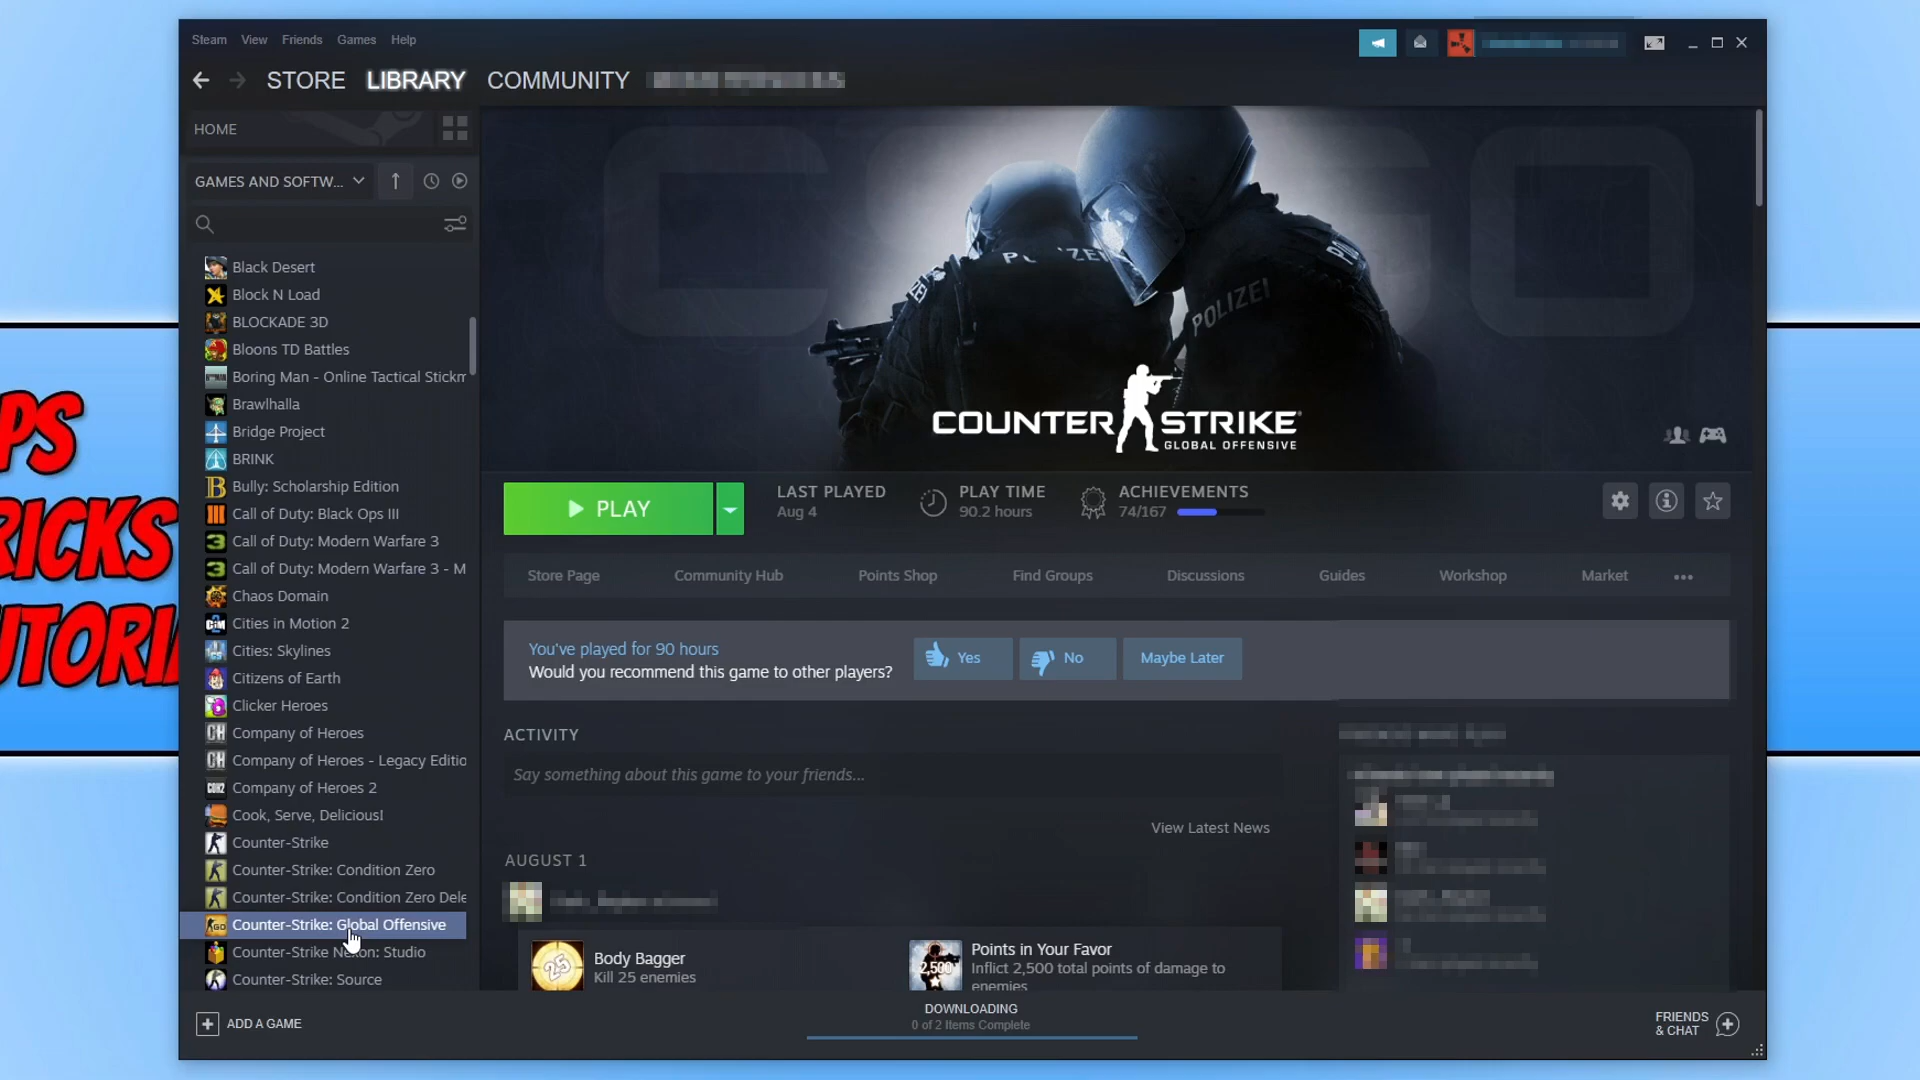 Steam View Friends Games Help
STORE LIBRARY COMMUNITY
HOME
GAMES AND SOFTW...
Black Desert
Block N Load
BLOCKADE 3D
Bloons TD Battles
Boring Man - Online Tactical Stickm
Brawlhalla
Bridge Project
BRINK
Bully: Scholarship Edition
Call of Duty: Black Ops III
Call of Duty: Modern Warfare 3
Call of Duty: Modern Warfare 3 - M
Chaos Domain
Cities in Motion 2
Cities: Skylines
Citizens of Earth
Clicker Heroes
Company of Heroes
Company of Heroes - Legacy Editio
Company of Heroes 2
Cook, Serve, Delicious!
Counter-Strike
Counter-Strike: Condition Zero
Counter-Strike: Condition Zero Dele
Counter-Strike: Global Offensive
Counter-Strike Nexon: Studio
Counter-Strike: Source
ADD A GAME
CSGO
POLIZEI
COUNTER STRIKE
GLOBAL OFFENSIVE
PLAY
LAST PLAYED
Aug 4
PLAY TIME
90.2 hours
ACHIEVEMENTS
74/167
Store Page Community Hub Points Shop Find Groups Discussions Guides Workshop Market
You've played for 90 hours
Would you recommend this game to other players?
Yes No Maybe Later
ACTIVITY
Say something about this game to your friends...
View Latest News
AUGUST 1
25
Body Bagger
Kill 25 enemies
2,500
Points in Your Favor
Inflict 2,500 total points of damage to
enemies
DOWNLOADING
0 of 2 Items Complete
FRIENDS
& CHAT
PS
RICKS
UTORI